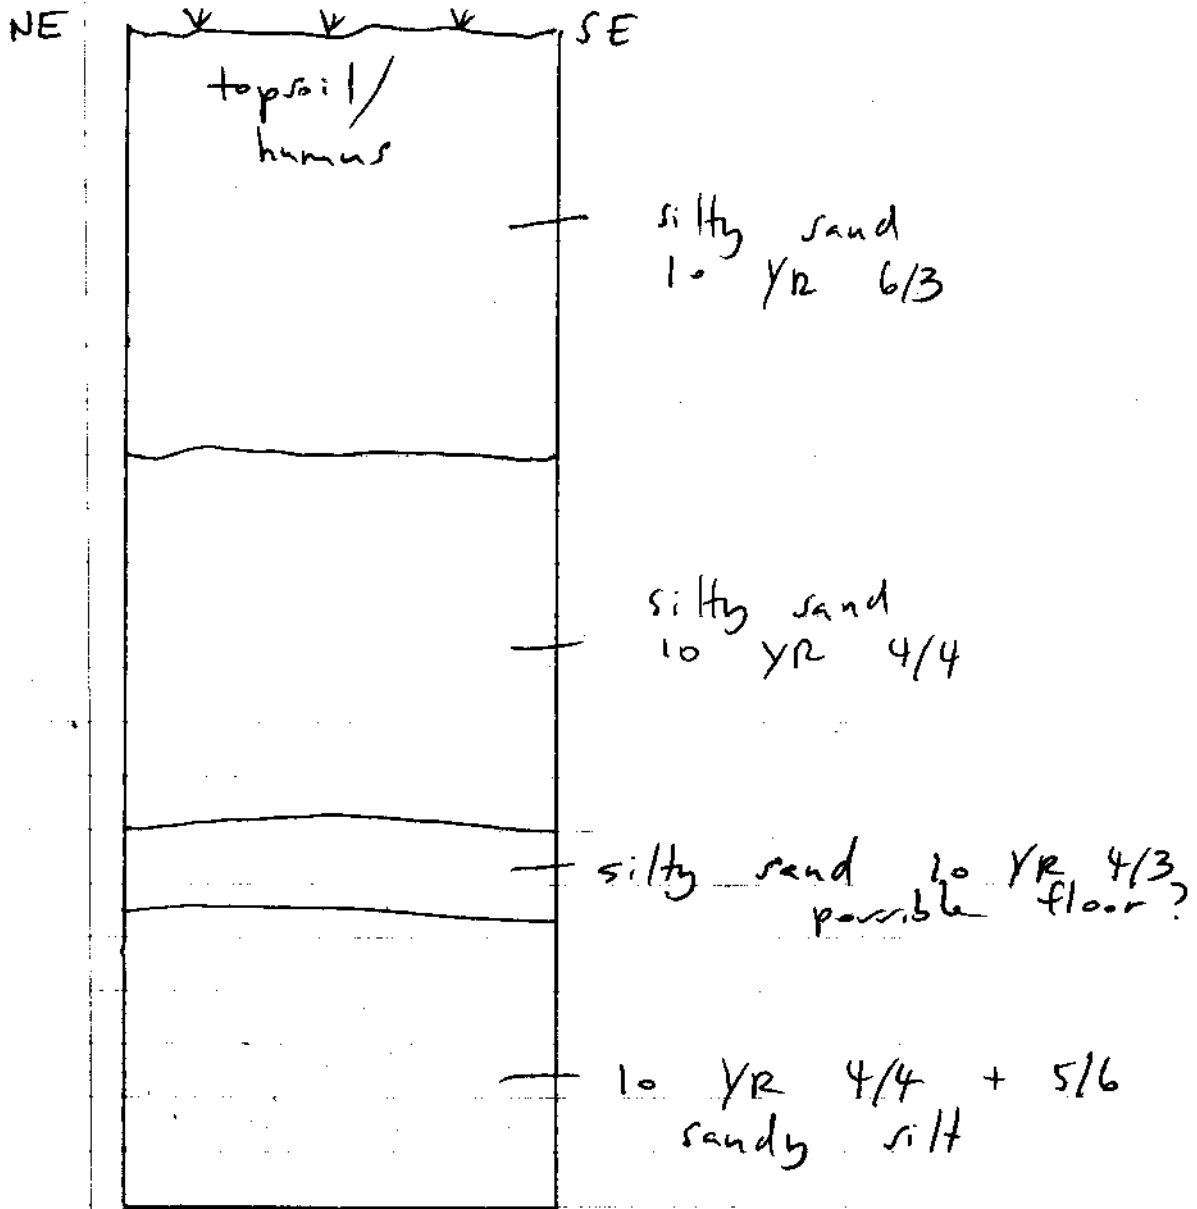 NE SE
topsoil/
humus
silty sand
10 YR 6/3
silty sand
10 YR 4/4
silty sand 10 YR 4/3
possible floor?
10 YR 4/4 + 5/6
sandy silt